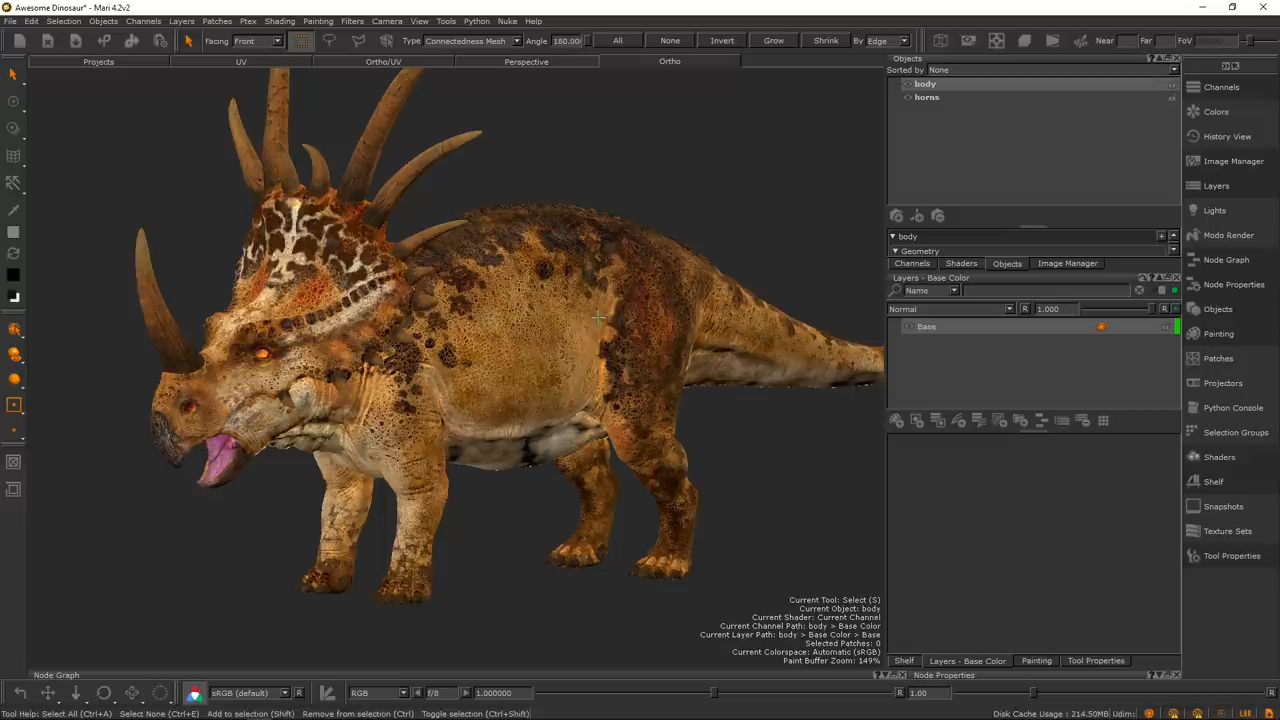 Awesome Dinosaur* - Mari 4.2v2
File Edit Selection Objects Channels Layers Patches Ptex Shading Painting Filters Camera View Tools Python Nuke Help
Facing Front Type Connectedness Mesh Angle 180.00 All None Invert Grow Shrink By Edge Near Far FoV
Projects UV Ortho/UV Perspective Ortho
Objects
Sorted by None
body
horns
body
Geometry
Channels Shaders Objects Image Manager
Layers - Base Color
Name
Normal R 1.000 R
Base
Channels
Colors
History View
Image Manager
Layers
Lights
Modo Render
Node Graph
Node Properties
Objects
Painting
Patches
Projectors
Python Console
Selection Groups
Shaders
Shelf
Snapshots
Texture Sets
Tool Properties
Current Tool: Select (S)
Current Object: body
Current Shader: Current Channel
Current Channel Path: body > Base Color
Current Layer Path: body > Base Color > Base
Selected Patches: 0
Current Colorspace: Automatic (sRGB)
Paint Buffer Zoom: 149%
Shelf Layers - Base Color Painting Tool Properties
Node Graph Node Properties
sRGB (default) R RGB f/8 1.000000 R 1.00 R
Tool Help: Select All (Ctrl+A) Select None (Ctrl+E) Add to selection (Shift) Remove from selection (Ctrl) Toggle selection (Ctrl+Shift) Disk Cache Usage : 214.50MB Udim: